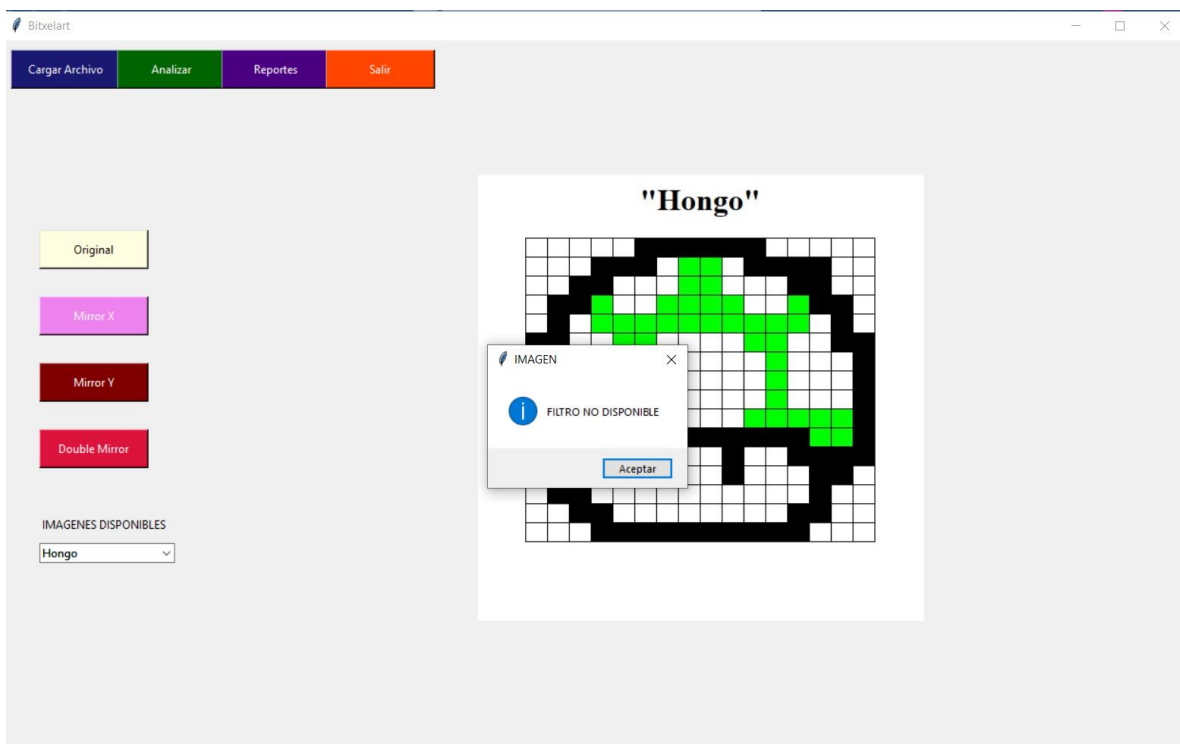 Bitxelart
Cargar Archivo Analizar Reportes Salir
"Hongo"
Original
Mirror X
Mirror Y
Double Mirror
IMAGEN
FILTRO NO DISPONIBLE
Aceptar
IMAGENES DISPONIBLES
Hongo